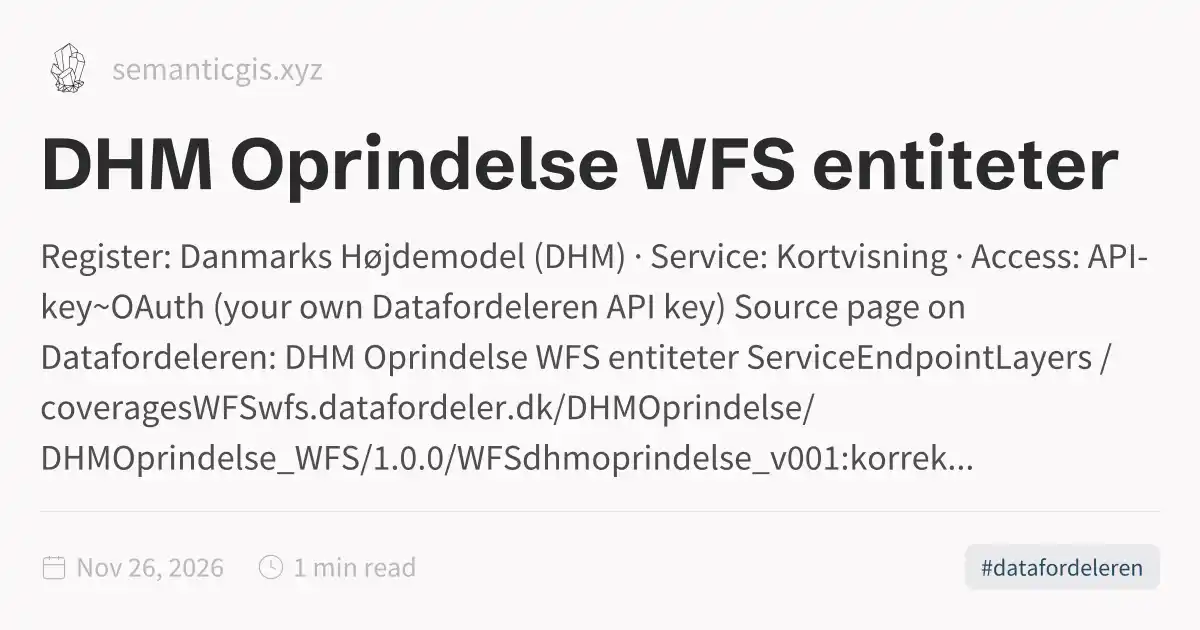 semanticgis.xyz
DHM Oprindelse WFS entiteter
Register: Danmarks Højdemodel (DHM) · Service: Kortvisning · Access: API-
key~OAuth (your own Datafordeleren API key) Source page on
Datafordeleren: DHM Oprindelse WFS entiteter ServiceEndpointLayers /
coveragesWFSwfs.datafordeler.dk/DHMOprindelse/
DHMOprindelse_WFS/1.0.0/WFSdhmoprindelse_v001:korrek...
Nov 26, 2026
1 min read
#datafordeleren